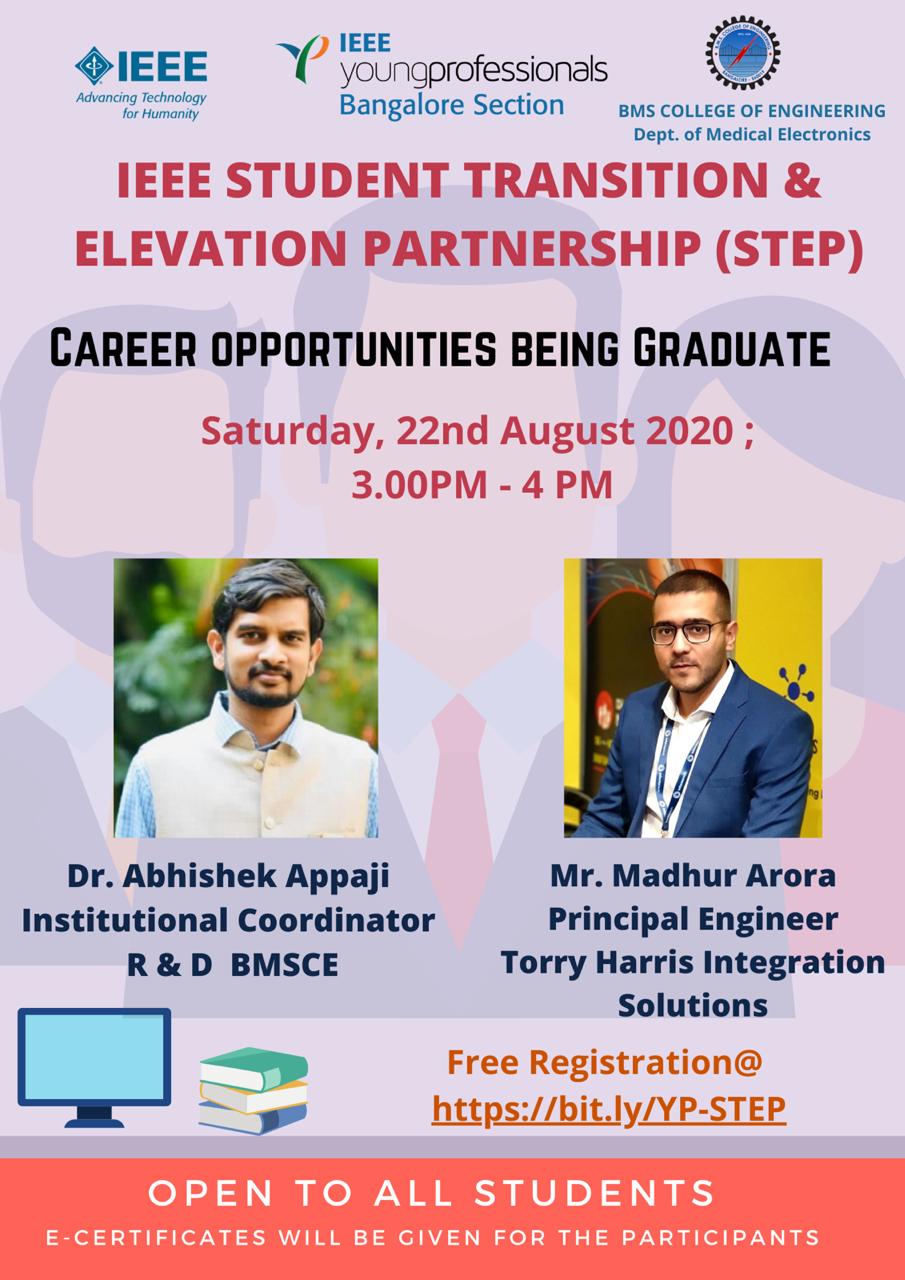 IEEE
Advancing Technology
for Humanity
IEEE
youngprofessionals
Bangalore Section
BMS COLLEGE OF ENGINEERING
Dept. of Medical Electronics
IEEE STUDENT TRANSITION &
ELEVATION PARTNERSHIP (STEP)
CAREER OPPORTUNITIES BEING GRADUATE
Saturday, 22nd August 2020 ;
3.00PM - 4 PM
Dr. Abhishek Appaji
Institutional Coordinator
R & D BMSCE
Mr. Madhur Arora
Principal Engineer
Torry Harris Integration
Solutions
Free Registration@
https://bit.ly/YP-STEP
OPEN TO ALL STUDENTS
E-CERTIFICATES WILL BE GIVEN FOR THE PARTICIPANTS